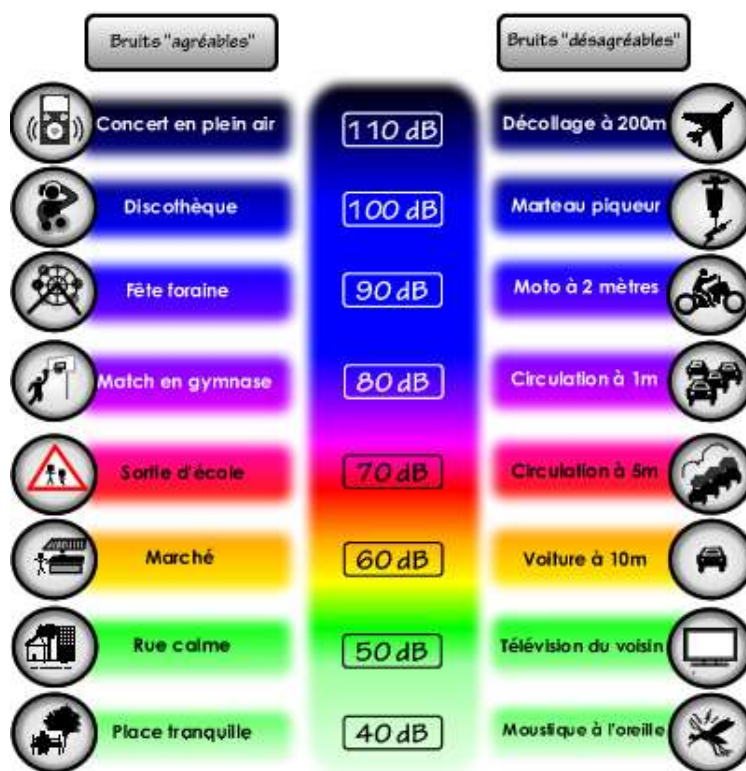 Bruits "agréables"
Bruits "désagréables"
Concert en plein air
110 dB
Décollage à 200m
Discothèque
100 dB
Marteau piqueur
Fête foraine
90 dB
Moto à 2 mètres
Match en gymnase
80 dB
Circulation à 1m
Sortie d'école
70 dB
Circulation à 5m
Marché
60 dB
Voiture à 10m
Rue calme
50 dB
Télévision du voisin
Place tranquille
40 dB
Moustique à l'oreille